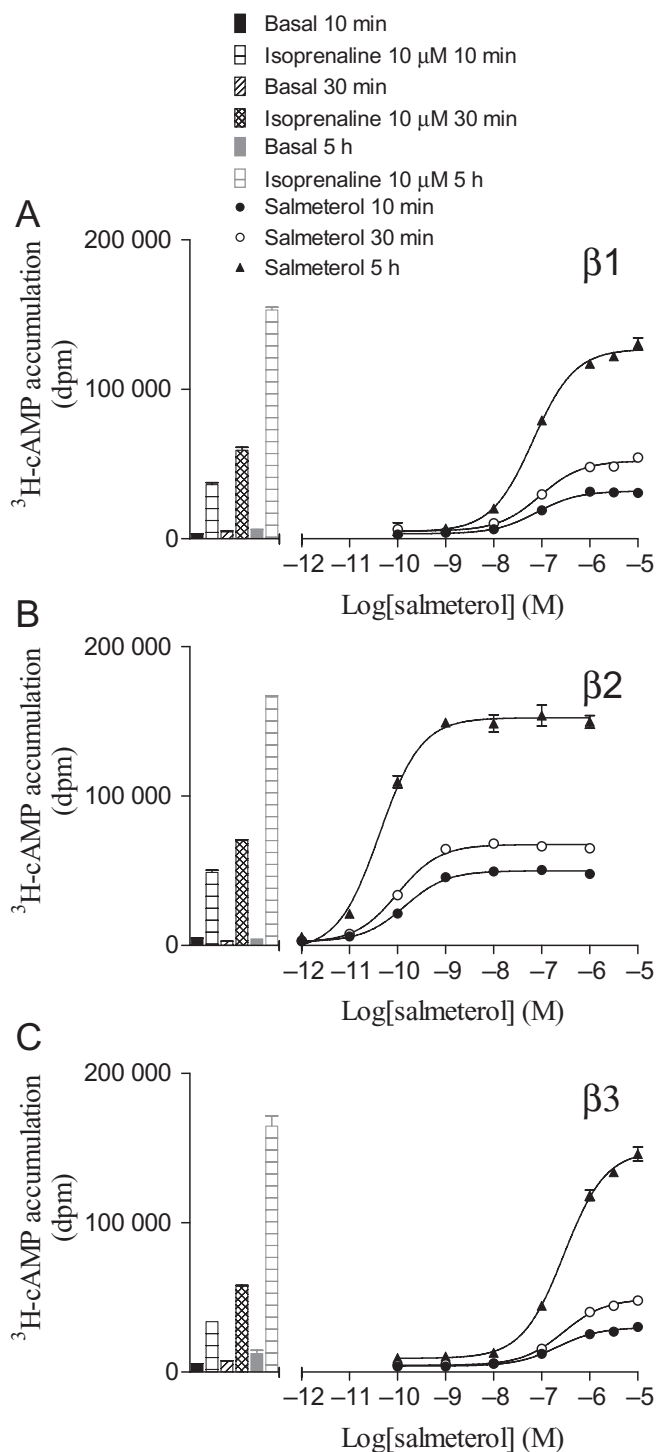 Basal 10 min
Isoprenaline 10 μM 10 min
Basal 30 min
Isoprenaline 10 μM 30 min
Basal 5 h
Isoprenaline 10 μM 5 h
Salmeterol 10 min
Salmeterol 30 min
Salmeterol 5 h
A
β1
³H-cAMP accumulation
(dpm)
200 000
100 000
0
–12 –11 –10 –9 –8 –7 –6 –5
Log[salmeterol] (M)
B
β2
³H-cAMP accumulation
(dpm)
200 000
100 000
0
–12 –11 –10 –9 –8 –7 –6 –5
Log[salmeterol] (M)
C
β3
³H-cAMP accumulation
(dpm)
200 000
100 000
0
–12 –11 –10 –9 –8 –7 –6 –5
Log[salmeterol] (M)